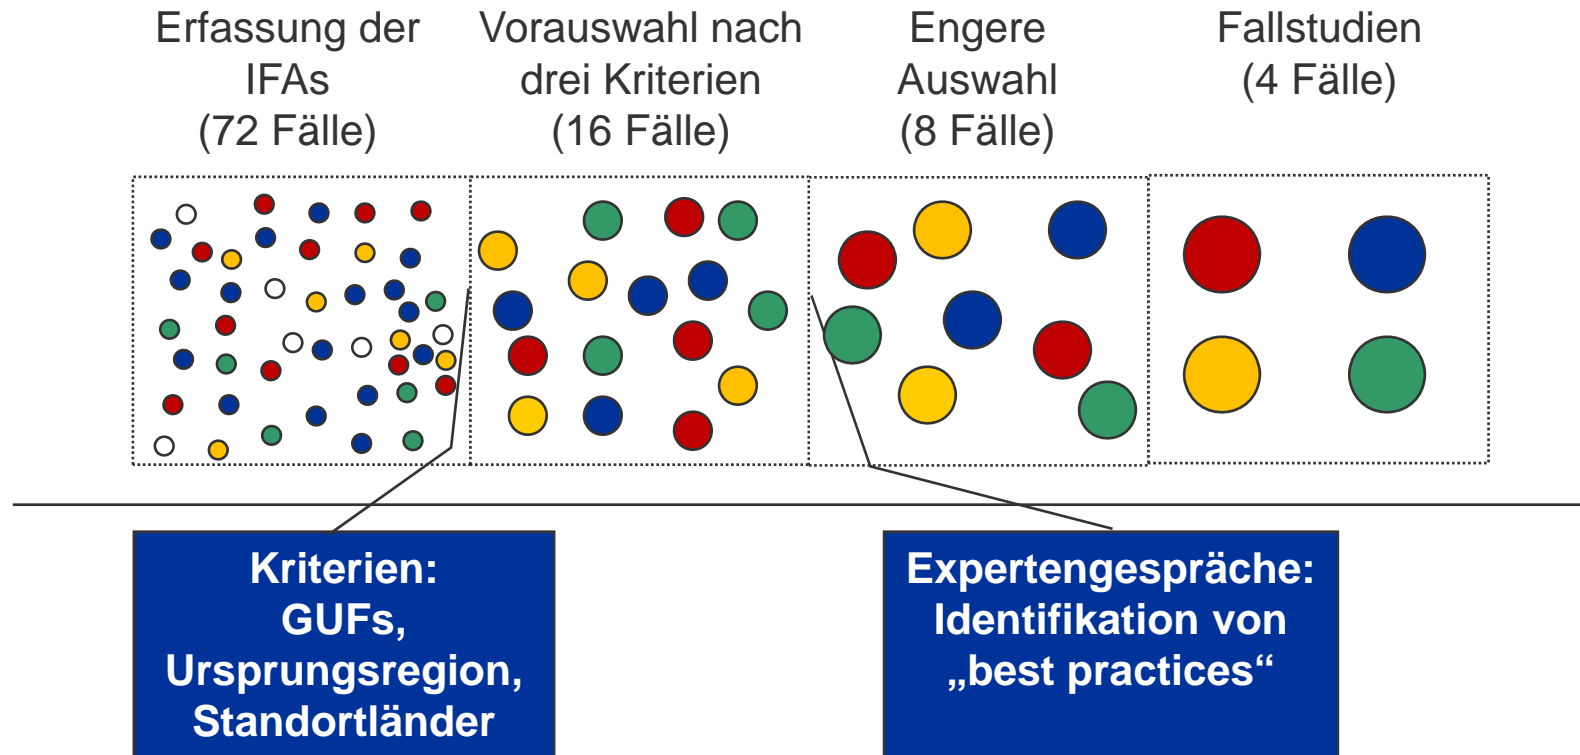 Erfassung der
IFAs
(72 Fälle)
Vorauswahl nach
drei Kriterien
(16 Fälle)
Engere
Auswahl
(8 Fälle)
Fallstudien
(4 Fälle)
Kriterien:
GUFs,
Ursprungsregion,
Standortländer
Expertengespräche:
Identifikation von
„best practices“